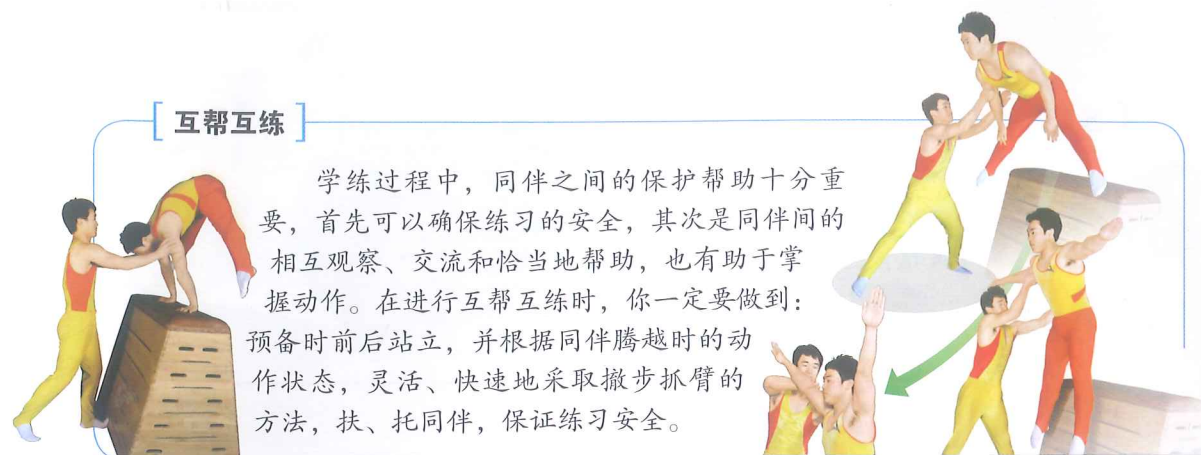 互帮互练
学练过程中，同伴之间的保护帮助十分重
要，首先可以确保练习的安全，其次是同伴间的
相互观察、交流和恰当地帮助，也有助于掌
握动作。在进行互帮互练时，你一定要做到：
预备时前后站立，并根据同伴腾越时的动
作状态，灵活、快速地采取撤步抓臂的
方法，扶、托同伴，保证练习安全。